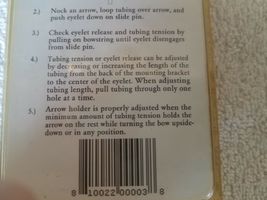 2.) Nock an arrow, loop tubing over arrow, and
push eyelet down on slide pin.
3.) Check eyelet release and tubing tension by
pulling on bowstring until eyelet disengages
from slide pin.
4.) Tubing tension or eyelet release can be adjusted
by decreasing or increasing the length of the
tubing from the back of the mounting bracket
to the center of the eyelet. When adjusting
tubing length, pull tubing through only one
hole at a time.
5.) Arrow holder is properly adjusted when the
minimum amount of tubing tension holds the
arrow on the rest while turning the bow upside-
down or in any position.
8 10022 00003 8